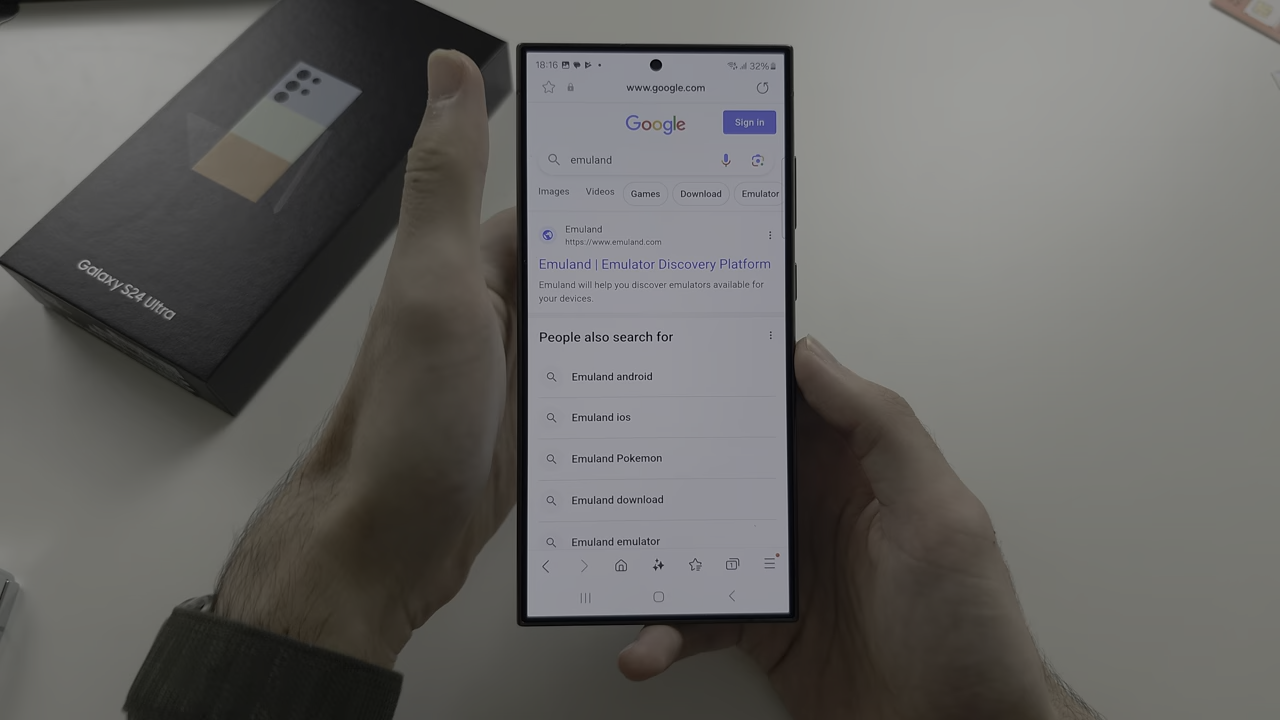 Galaxy S24 Ultra
18:16
32%
www.google.com
Google
Sign in
emuland
Images
Videos
Games
Download
Emulator
Emuland
https://www.emuland.com
Emuland | Emulator Discovery Platform
Emuland will help you discover emulators available for
your devices.
People also search for
Emuland android
Emuland ios
Emuland Pokemon
Emuland download
Emuland emulator
1